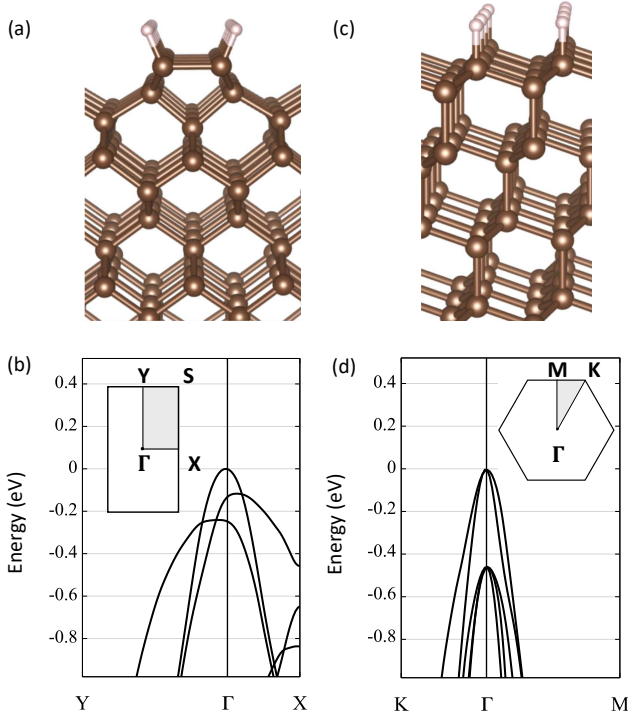 (a)
(c)
(b)
Y S
Γ X
0.4
0.2
0
-0.2
-0.4
-0.6
-0.8
Energy (eV)
Y Γ X
(d)
M K
Γ
0.4
0.2
0
-0.2
-0.4
-0.6
-0.8
Energy (eV)
K Γ M